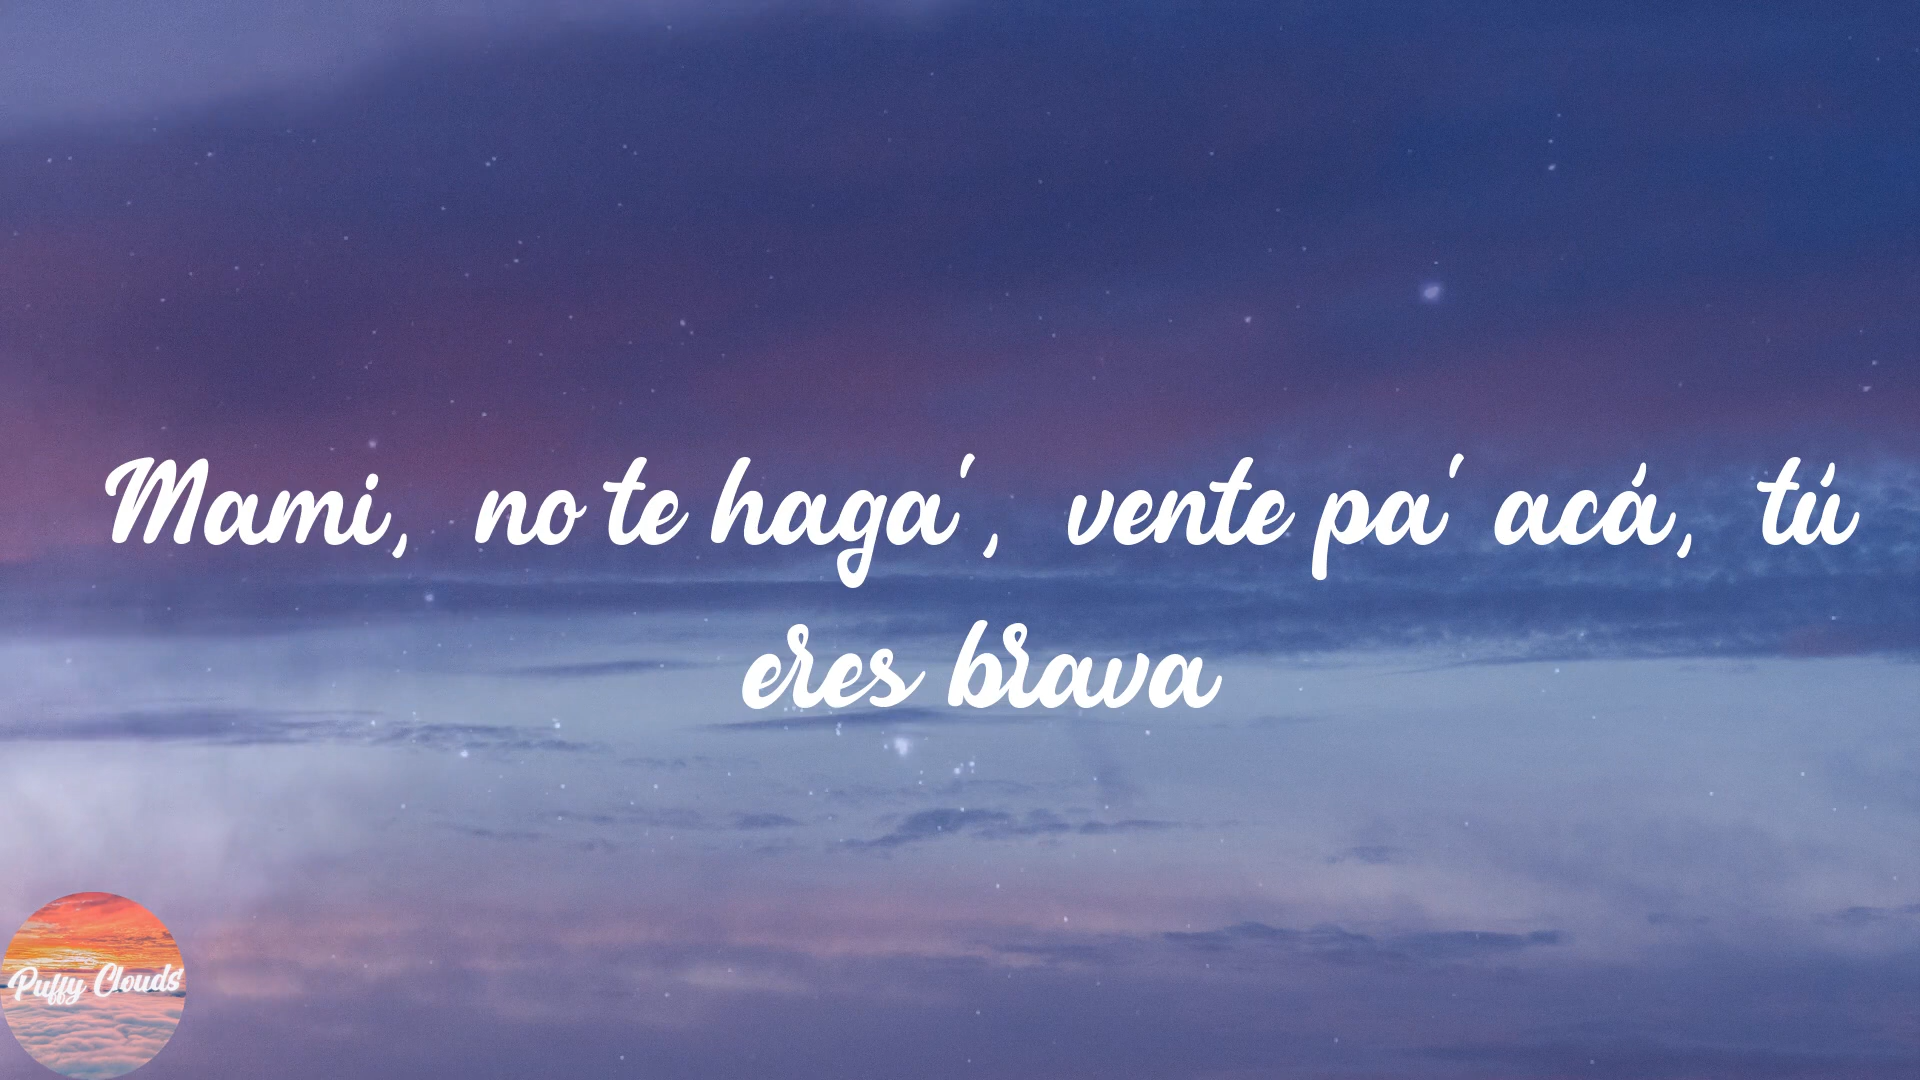 Mami, no te haga', vente pa' acá, tú
eres brava
Puffy Clouds